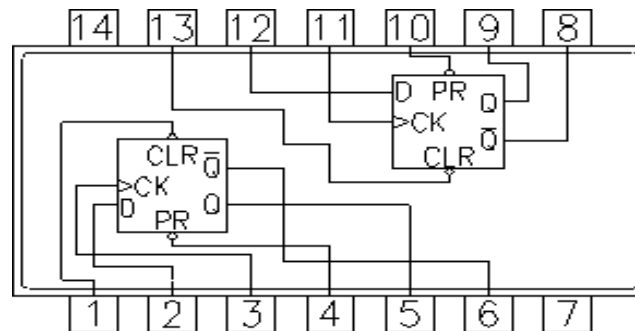 14 13 12 11 10 9 8
D PR Q
CK Q̅
CLR
CLR Q̅
CK
D Q
PR
1 2 3 4 5 6 7